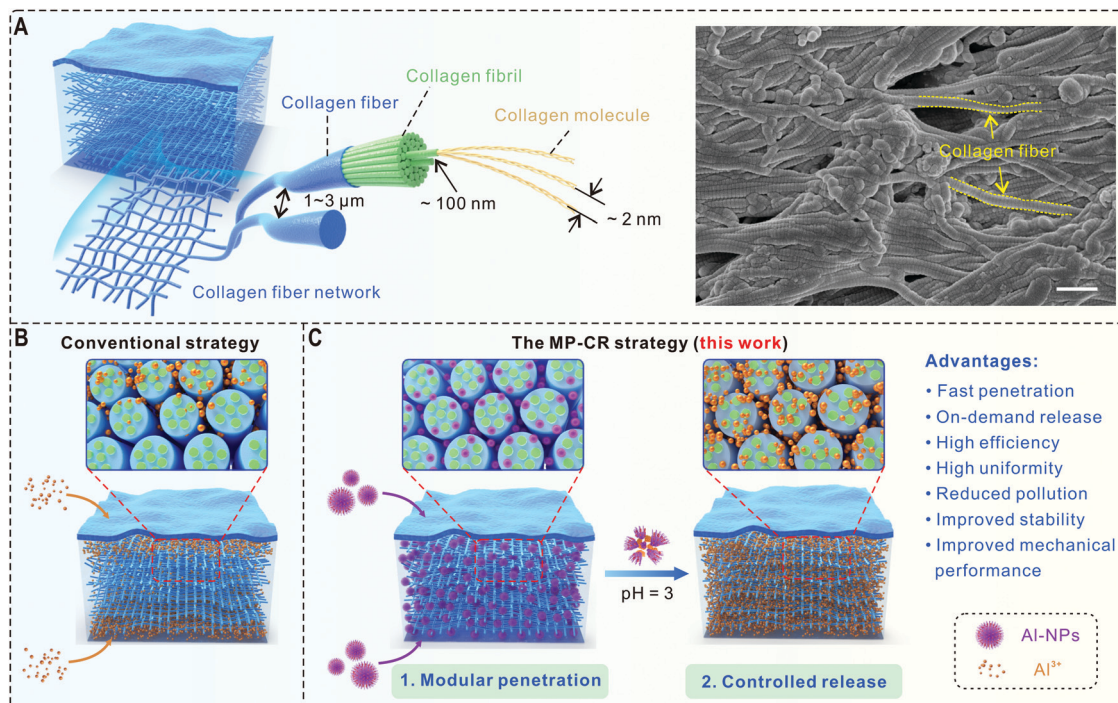 A
Collagen fibril
Collagen fiber
Collagen molecule
1~3 μm
~ 100 nm
~ 2 nm
Collagen fiber network
Collagen fiber
B
Conventional strategy
C
The MP-CR strategy (this work)
pH = 3
1. Modular penetration
2. Controlled release
Advantages:
• Fast penetration
• On-demand release
• High efficiency
• High uniformity
• Reduced pollution
• Improved stability
• Improved mechanical
performance
Al-NPs
Al³⁺